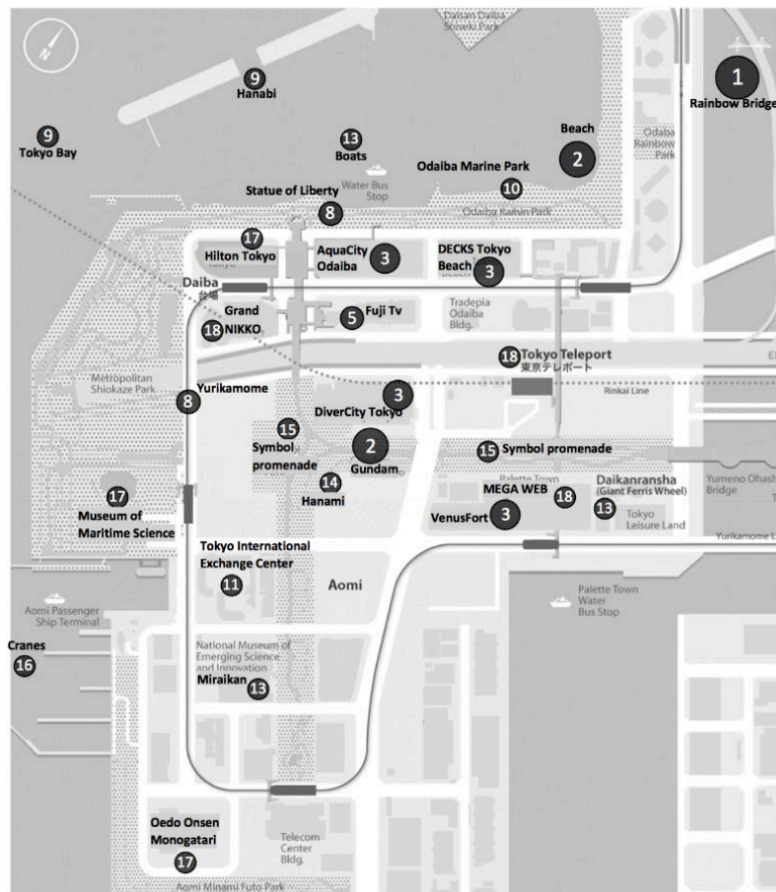 Daisan Daiba
Shiseki Park
N
1
Rainbow Bridge
9
Hanabi
9
Tokyo Bay
13
Boats
Beach
2
Odaiba
Rainbow
Park
Water Bus
Stop
Odaiba Marine Park
10
Statue of Liberty
8
Odaiba Kaihin Park
17
Hilton Tokyo
AquaCity
Odaiba
3
DECKS Tokyo
Beach
3
Daiba
台場
Grand
NIKKO
18
5
Fuji Tv
Tradepia
Odaiba
Bldg.
18
Tokyo Teleport
東京テレポート
Rinkai Line
Metropolitan
Shiokaze Park
8
Yurikamome
3
DiverCity Tokyo
15
Symbol
promenade
2
Gundam
15
Symbol promenade
14
Hanami
Palette Town
MEGA WEB
18
VenusFort
3
Daikanransha
(Giant Ferris Wheel)
13
Tokyo
Leisure Land
Yumeno Ohashi
Bridge
Yurikamome L
17
Museum of
Maritime Science
Tokyo International
Exchange Center
11
Aomi
Aomi Passenger
Ship Terminal
Palette Town
Water
Bus Stop
Cranes
16
National Museum of
Emerging Science
and Innovation
Miraikan
13
Oedo Onsen
Monogatari
17
Telecom
Center
Bldg.
Aomi Minami Futo Park